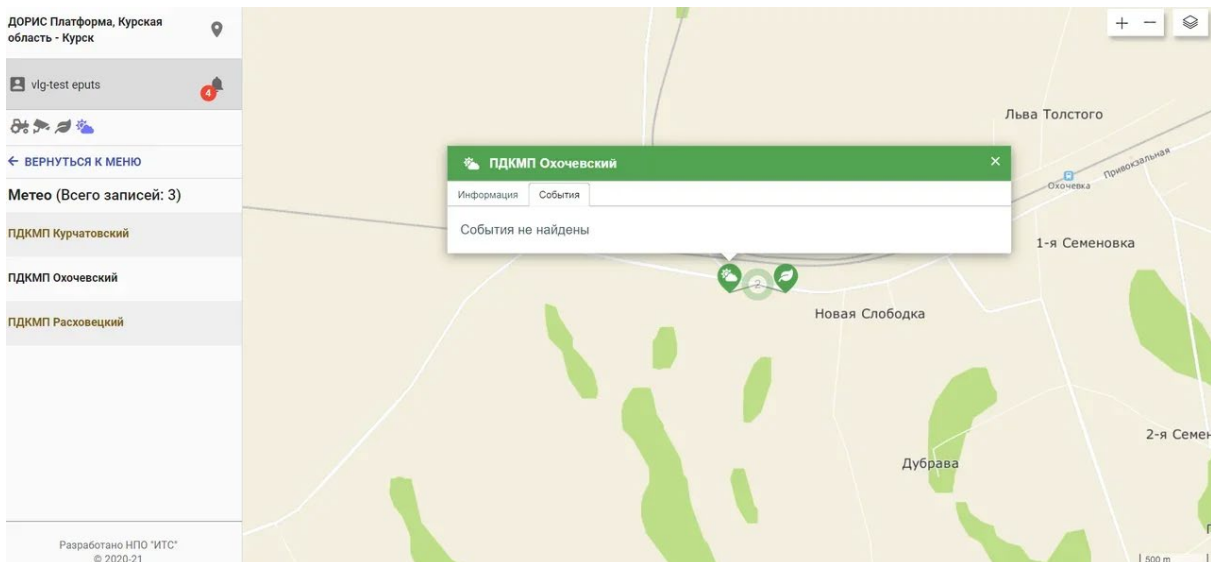 ДОРИС Платформа, Курская
область - Курск
vlg-test eputs
4
ВЕРНУТЬСЯ К МЕНЮ
Метео (Всего записей: 3)
ПДКМП Курчатовский
ПДКМП Охочевский
ПДКМП Расховецкий
Разработано НПО "ИТС"
© 2020-21
+ −
Льва Толстого
Привокзальная
Охочевка
ПДКМП Охочевский
×
Информация
События
События не найдены
1-я Семеновка
2
Новая Слободка
2-я Семен
Дубрава
500 m